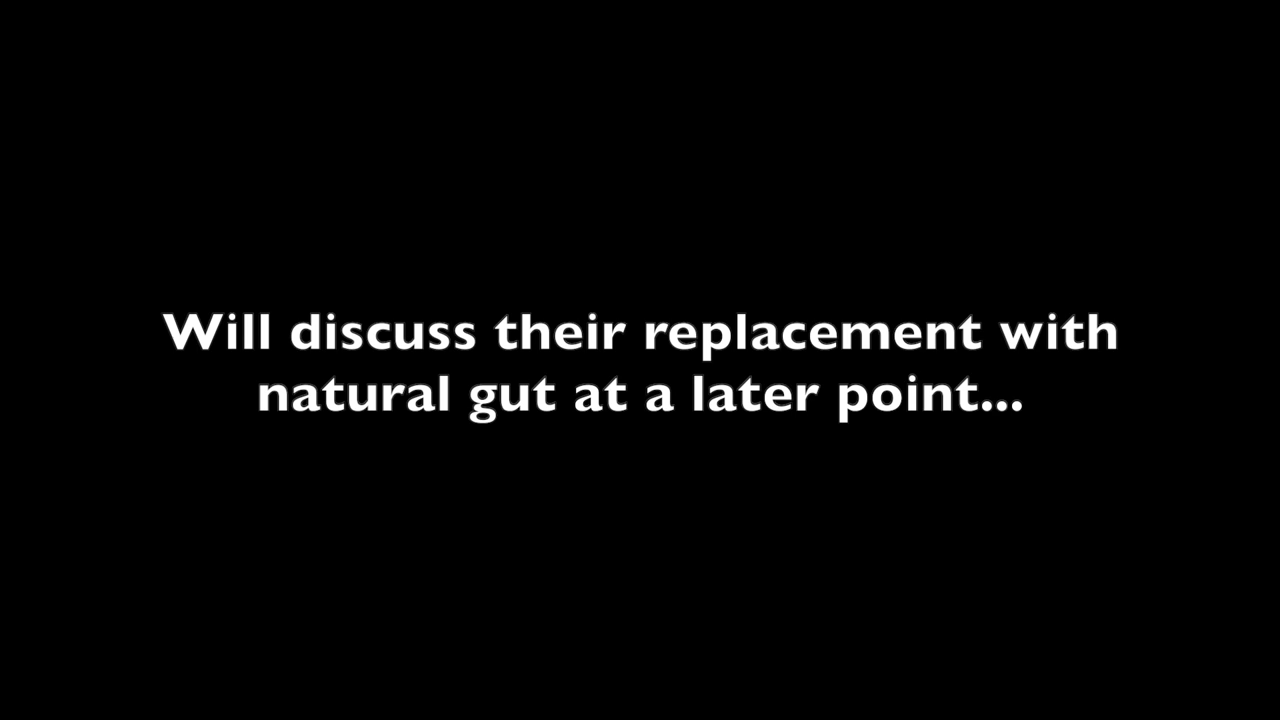 Will discuss their replacement with
natural gut at a later point...